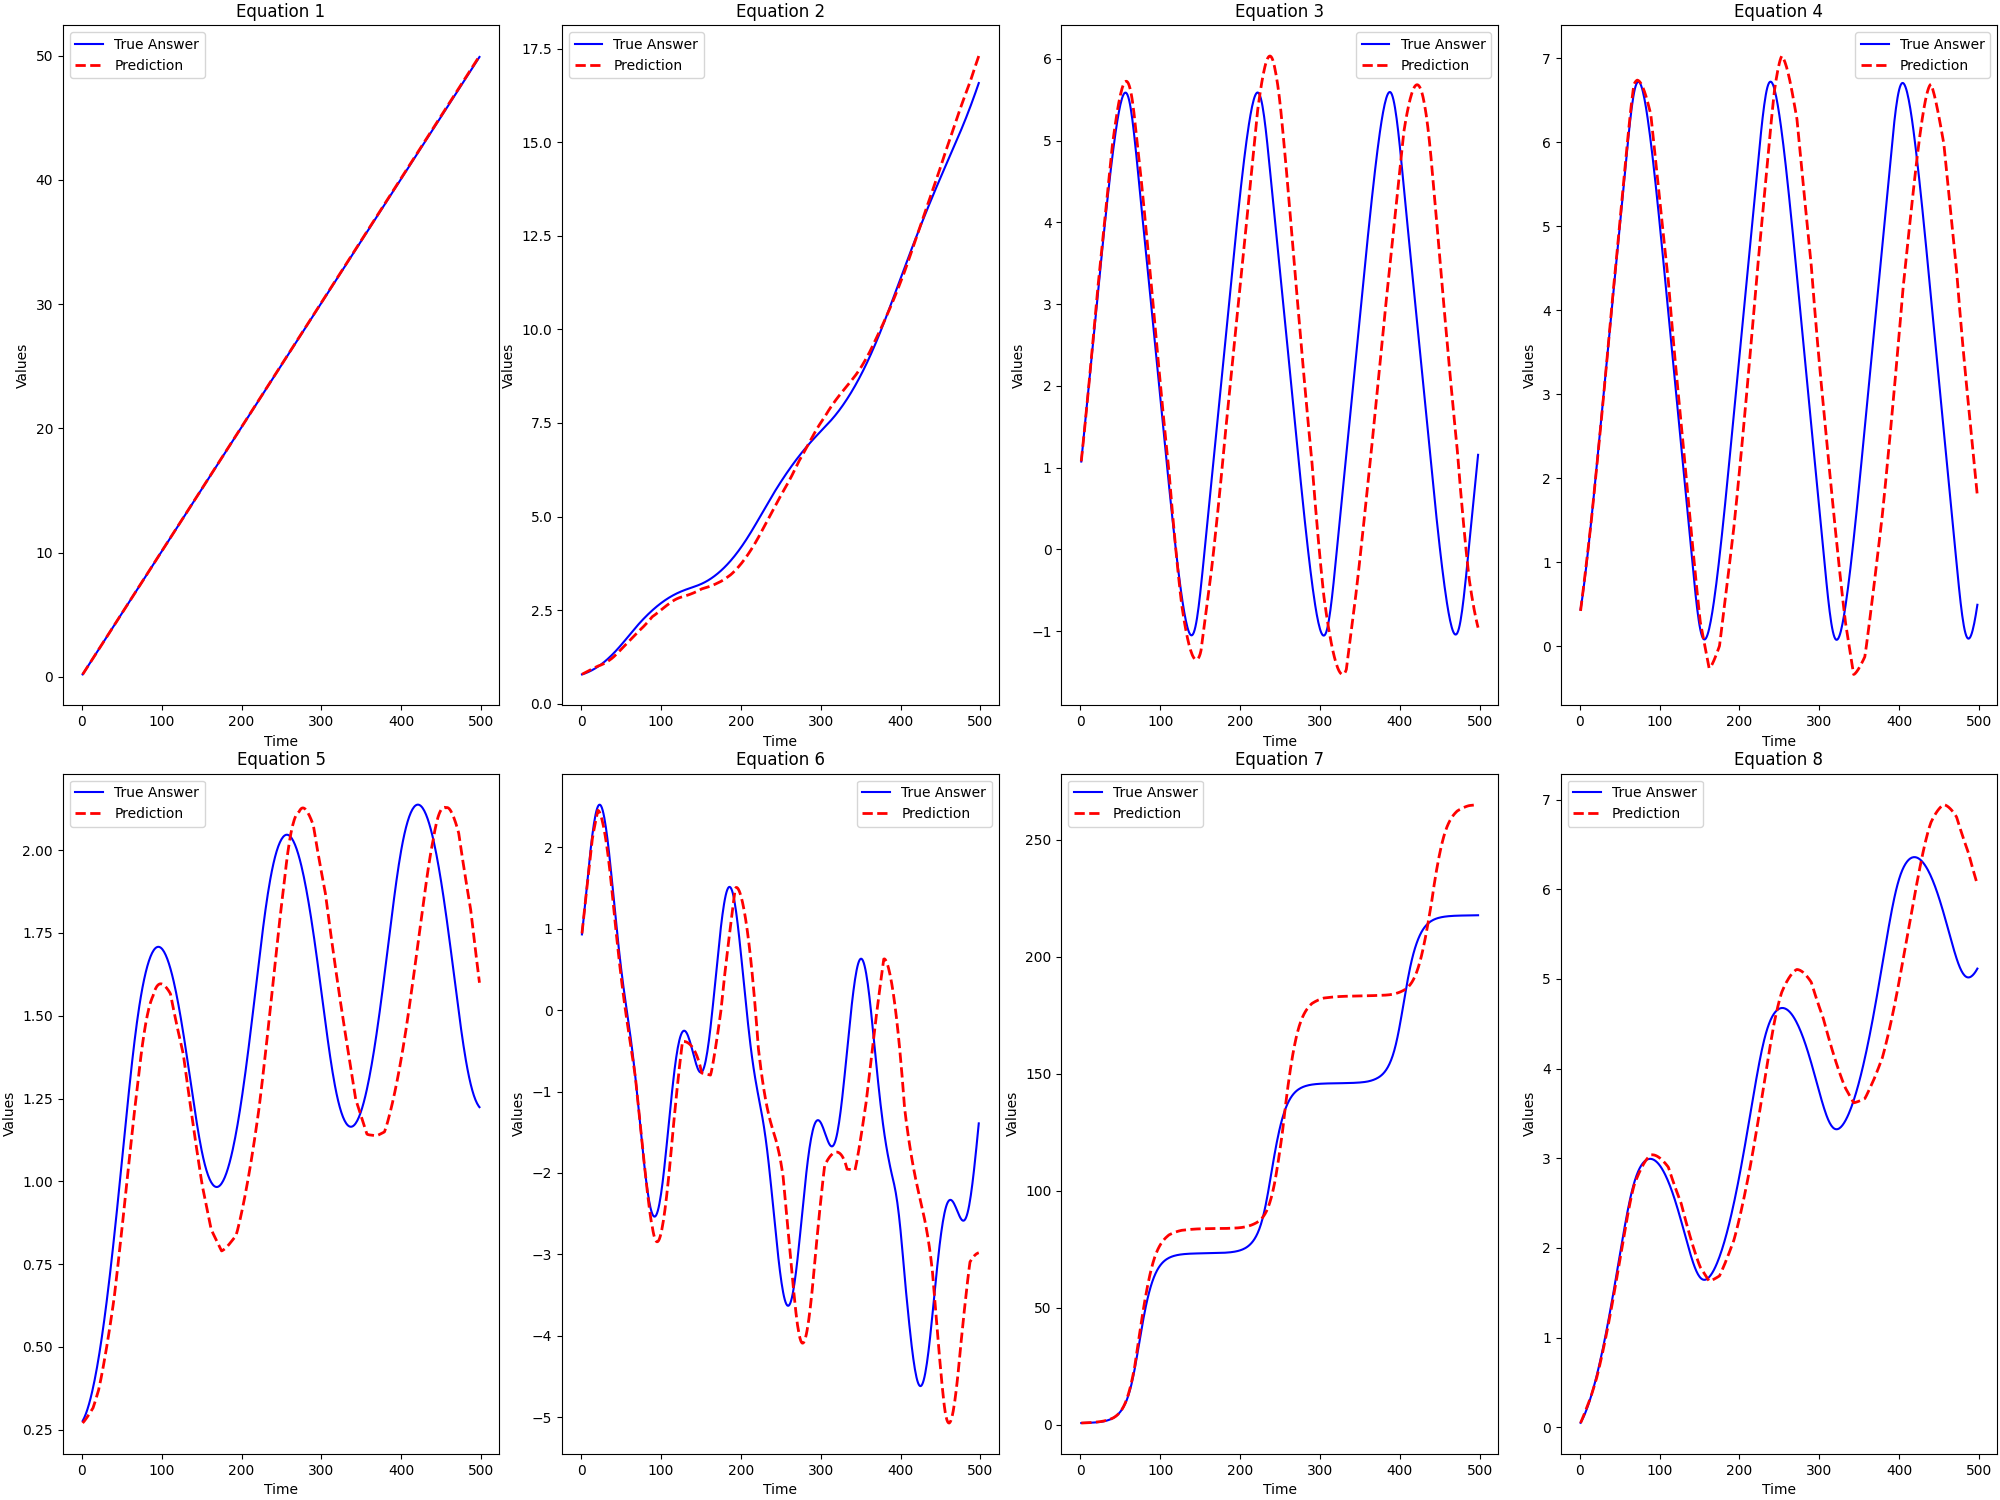 Equation 1
True Answer
Prediction
50
40
30
20
10
0
Values
0 100 200 300 400 500
Time
Equation 2
True Answer
Prediction
17.5
15.0
12.5
10.0
7.5
5.0
2.5
0.0
Values
0 100 200 300 400 500
Time
Equation 3
True Answer
Prediction
6
5
4
3
2
1
0
−1
Values
0 100 200 300 400 500
Time
Equation 4
True Answer
Prediction
7
6
5
4
3
2
1
0
Values
0 100 200 300 400 500
Time
Equation 5
True Answer
Prediction
2.00
1.75
1.50
1.25
1.00
0.75
0.50
0.25
Values
0 100 200 300 400 500
Time
Equation 6
True Answer
Prediction
2
1
0
−1
−2
−3
−4
−5
Values
0 100 200 300 400 500
Time
Equation 7
True Answer
Prediction
250
200
150
100
50
0
Values
0 100 200 300 400 500
Time
Equation 8
True Answer
Prediction
7
6
5
4
3
2
1
0
Values
0 100 200 300 400 500
Time